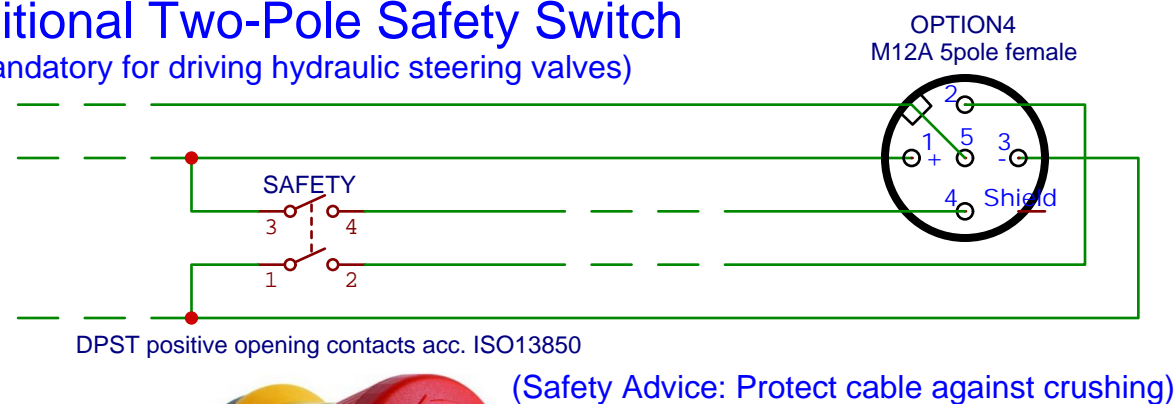 itional Two-Pole Safety Switch
andatory for driving hydraulic steering valves)
OPTION4
M12A 5pole female
2
1 5 3
+ -
4 Shield
SAFETY
3 4
1 2
DPST positive opening contacts acc. ISO13850
(Safety Advice: Protect cable against crushing)